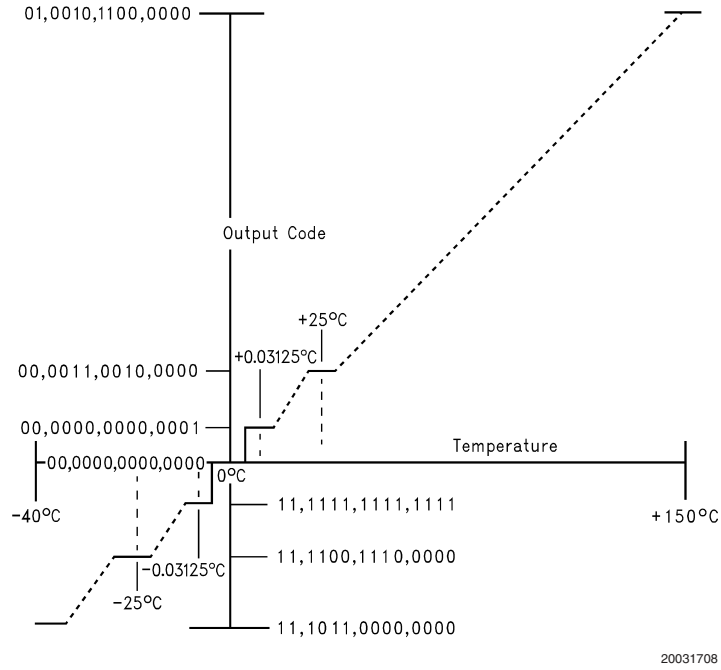 01,0010,1100,0000
Output Code
+25°C
+0.03125°C
00,0011,0010,0000
00,0000,0000,0001
Temperature
00,0000,0000,0000
0°C
-40°C
11,1111,1111,1111
+150°C
11,1100,1110,0000
-0.03125°C
-25°C
11,1011,0000,0000
20031708